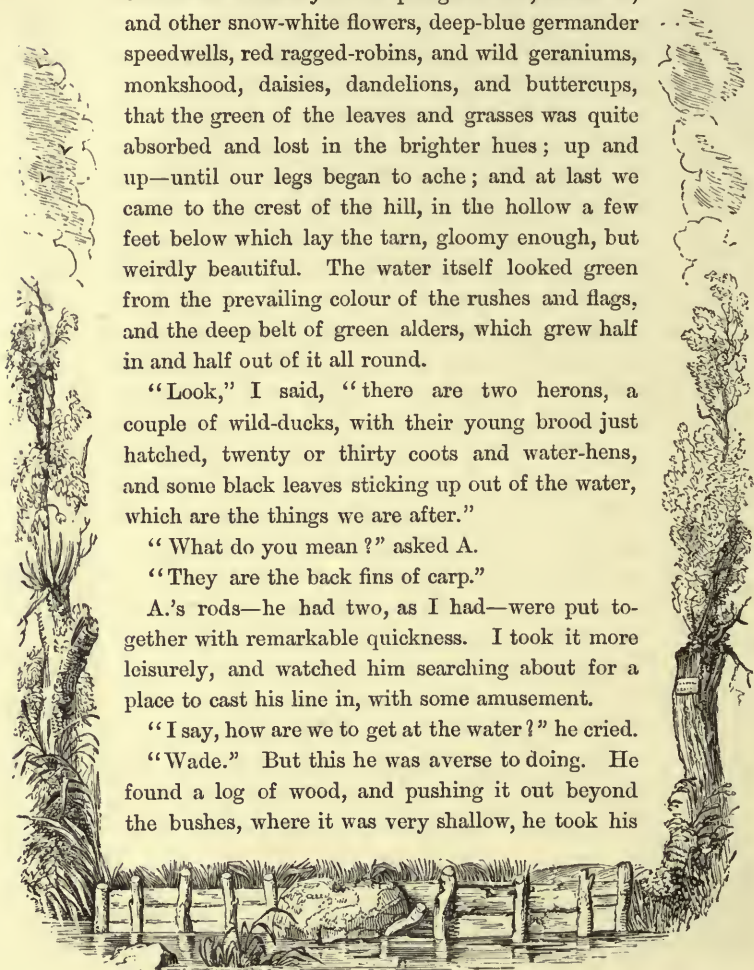 and other snow-white flowers, deep-blue germander
speedwells, red ragged-robins, and wild geraniums,
monkshood, daisies, dandelions, and buttercups,
that the green of the leaves and grasses was quite
absorbed and lost in the brighter hues; up and
up—until our legs began to ache; and at last we
came to the crest of the hill, in the hollow a few
feet below which lay the tarn, gloomy enough, but
weirdly beautiful. The water itself looked green
from the prevailing colour of the rushes and flags,
and the deep belt of green alders, which grew half
in and half out of it all round.
“Look,” I said, “there are two herons, a
couple of wild-ducks, with their young brood just
hatched, twenty or thirty coots and water-hens,
and some black leaves sticking up out of the water,
which are the things we are after.”
“What do you mean?” asked A.
“They are the back fins of carp.”
A.'s rods—he had two, as I had—were put to-
gether with remarkable quickness. I took it more
leisurely, and watched him searching about for a
place to cast his line in, with some amusement.
“I say, how are we to get at the water?” he cried.
“Wade.” But this he was averse to doing. He
found a log of wood, and pushing it out beyond
the bushes, where it was very shallow, he took his